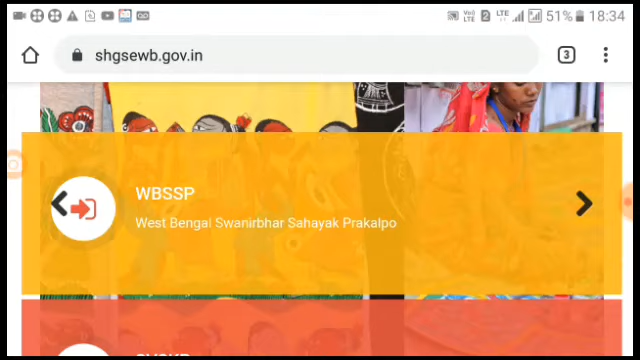 51% 18:34
shgsewb.gov.in
3
WBSSP
West Bengal Swanirbhar Sahayak Prakalpo